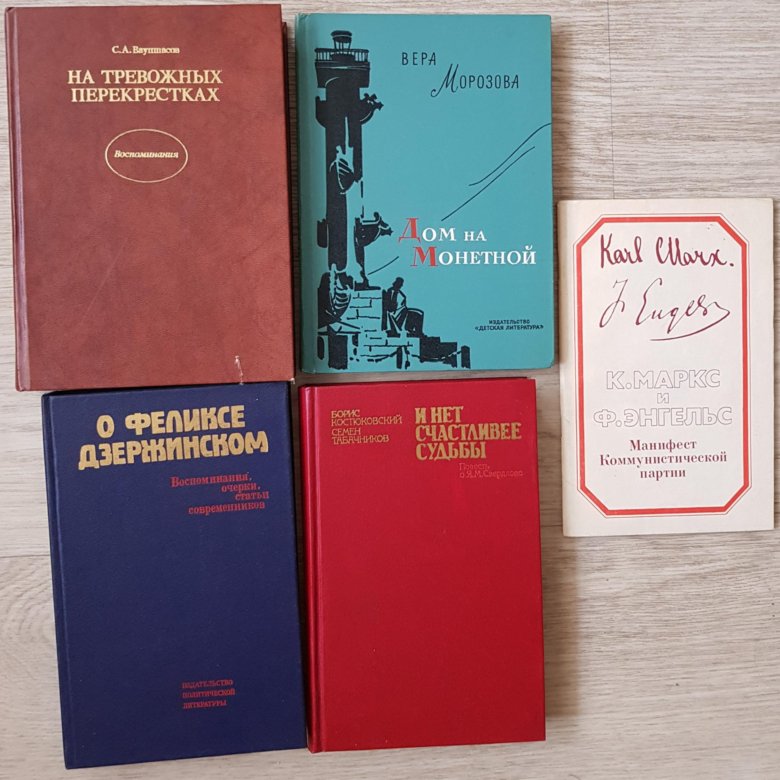 С.А. Ваупшасов
НА ТРЕВОЖНЫХ
ПЕРЕКРЕСТКАХ
Воспоминания
ВЕРА
МОРОЗОВА
ДОМ НА
МОНЕТНОЙ
ИЗДАТЕЛЬСТВО
«ДЕТСКАЯ ЛИТЕРАТУРА»
Karl Marx.
F Engels
К. МАРКС
И
Ф. ЭНГЕЛЬС
Манифест
Коммунистической
партии
О ФЕЛИКСЕ
ДЗЕРЖИНСКОМ
Воспоминания,
очерки,
статьи
современников
ИЗДАТЕЛЬСТВО
ПОЛИТИЧЕСКОЙ
ЛИТЕРАТУРЫ
БОРИС
КОСТЮКОВСКИЙ
СЕМЕН
ТАБАЧНИКОВ
И НЕТ
СЧАСТЛИВЕЕ
СУДЬБЫ
Повесть
о Я.М. Свердлове